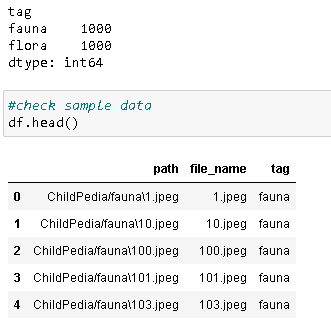 tag
fauna 1000
flora 1000
dtype: int64
#check sample data
df.head()
path file_name tag
0 ChildPedia/fauna\1.jpeg 1.jpeg fauna
1 ChildPedia/fauna\10.jpeg 10.jpeg fauna
2 ChildPedia/fauna\100.jpeg 100.jpeg fauna
3 ChildPedia/fauna\101.jpeg 101.jpeg fauna
4 ChildPedia/fauna\103.jpeg 103.jpeg fauna